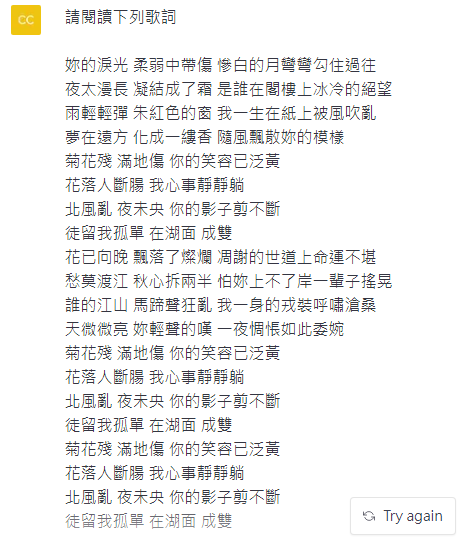 CC
請閱讀下列歌詞
妳的淚光 柔弱中帶傷 慘白的月彎彎勾住過往
夜太漫長 凝結成了霜 是誰在閣樓上冰冷的絕望
雨輕輕彈 朱紅色的窗 我一生在紙上被風吹亂
夢在遠方 化成一縷香 隨風飄散妳的模樣
菊花殘 滿地傷 你的笑容已泛黃
花落人斷腸 我心事靜靜躺
北風亂 夜未央 你的影子剪不斷
徒留我孤單 在湖面 成雙
花已向晚 飄落了燦爛 凋謝的世道上命運不堪
愁莫渡江 秋心拆兩半 怕妳上不了岸一輩子搖晃
誰的江山 馬蹄聲狂亂 我一身的戎裝呼嘯滄桑
天微微亮 妳輕聲的嘆 一夜惆悵如此委婉
菊花殘 滿地傷 你的笑容已泛黃
花落人斷腸 我心事靜靜躺
北風亂 夜未央 你的影子剪不斷
徒留我孤單 在湖面 成雙
菊花殘 滿地傷 你的笑容已泛黃
花落人斷腸 我心事靜靜躺
北風亂 夜未央 你的影子剪不斷
徒留我孤單 在湖面 成雙
Try again